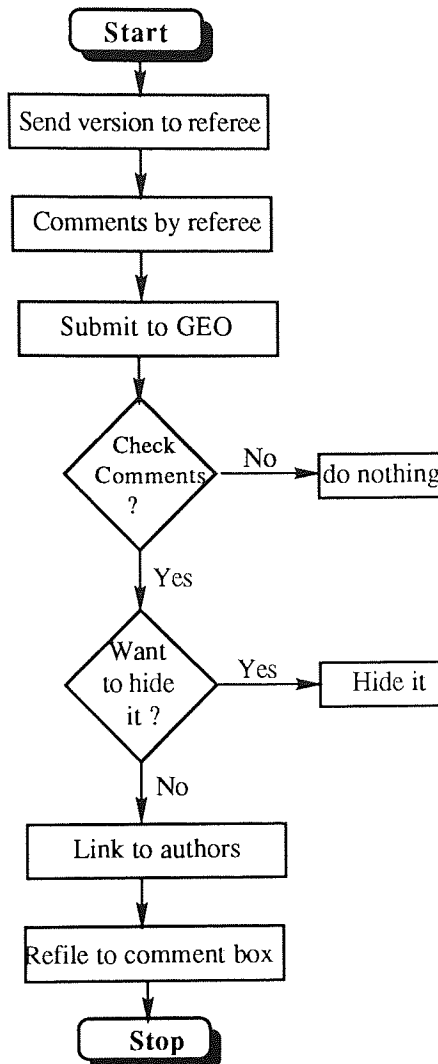 Start
Send version to referee
Comments by referee
Submit to GEO
Check
Comments
?
No
do nothing
Yes
Want
to hide
it ?
Yes
Hide it
No
Link to authors
Refile to comment box
Stop